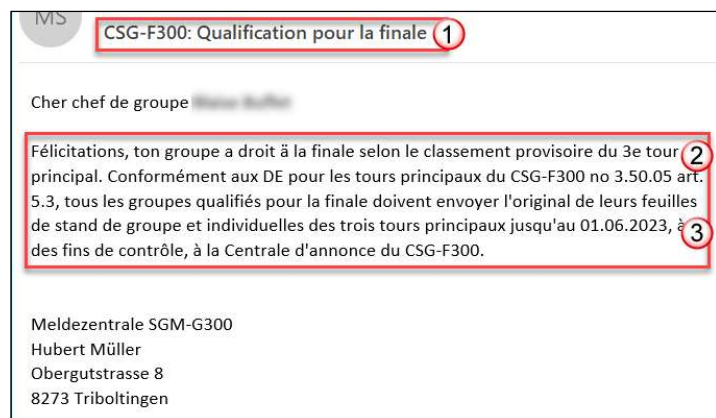 MS
CSG-F300: Qualification pour la finale 1
Cher chef de groupe
Félicitations, ton groupe a droit ä la finale selon le classement provisoire du 3e tour 2
principal. Conformément aux DE pour les tours principaux du CSG-F300 no 3.50.05 art.
5.3, tous les groupes qualifiés pour la finale doivent envoyer l'original de leurs feuilles
de stand de groupe et individuelles des trois tours principaux jusqu'au 01.06.2023, à 3
des fins de contrôle, à la Centrale d'annonce du CSG-F300.
Meldezentrale SGM-G300
Hubert Müller
Obergutstrasse 8
8273 Triboltingen